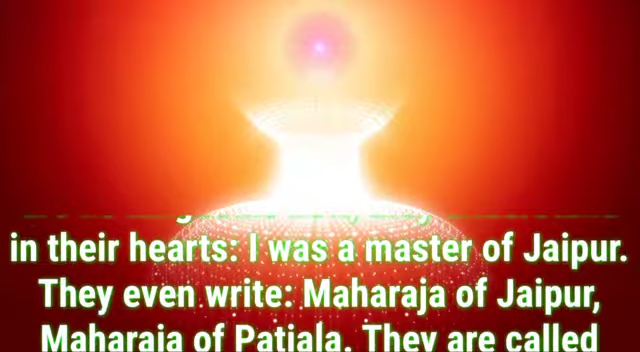 in their hearts: I was a master of Jaipur.
They even write: Maharaja of Jaipur,
Maharaja of Patiala. They are called